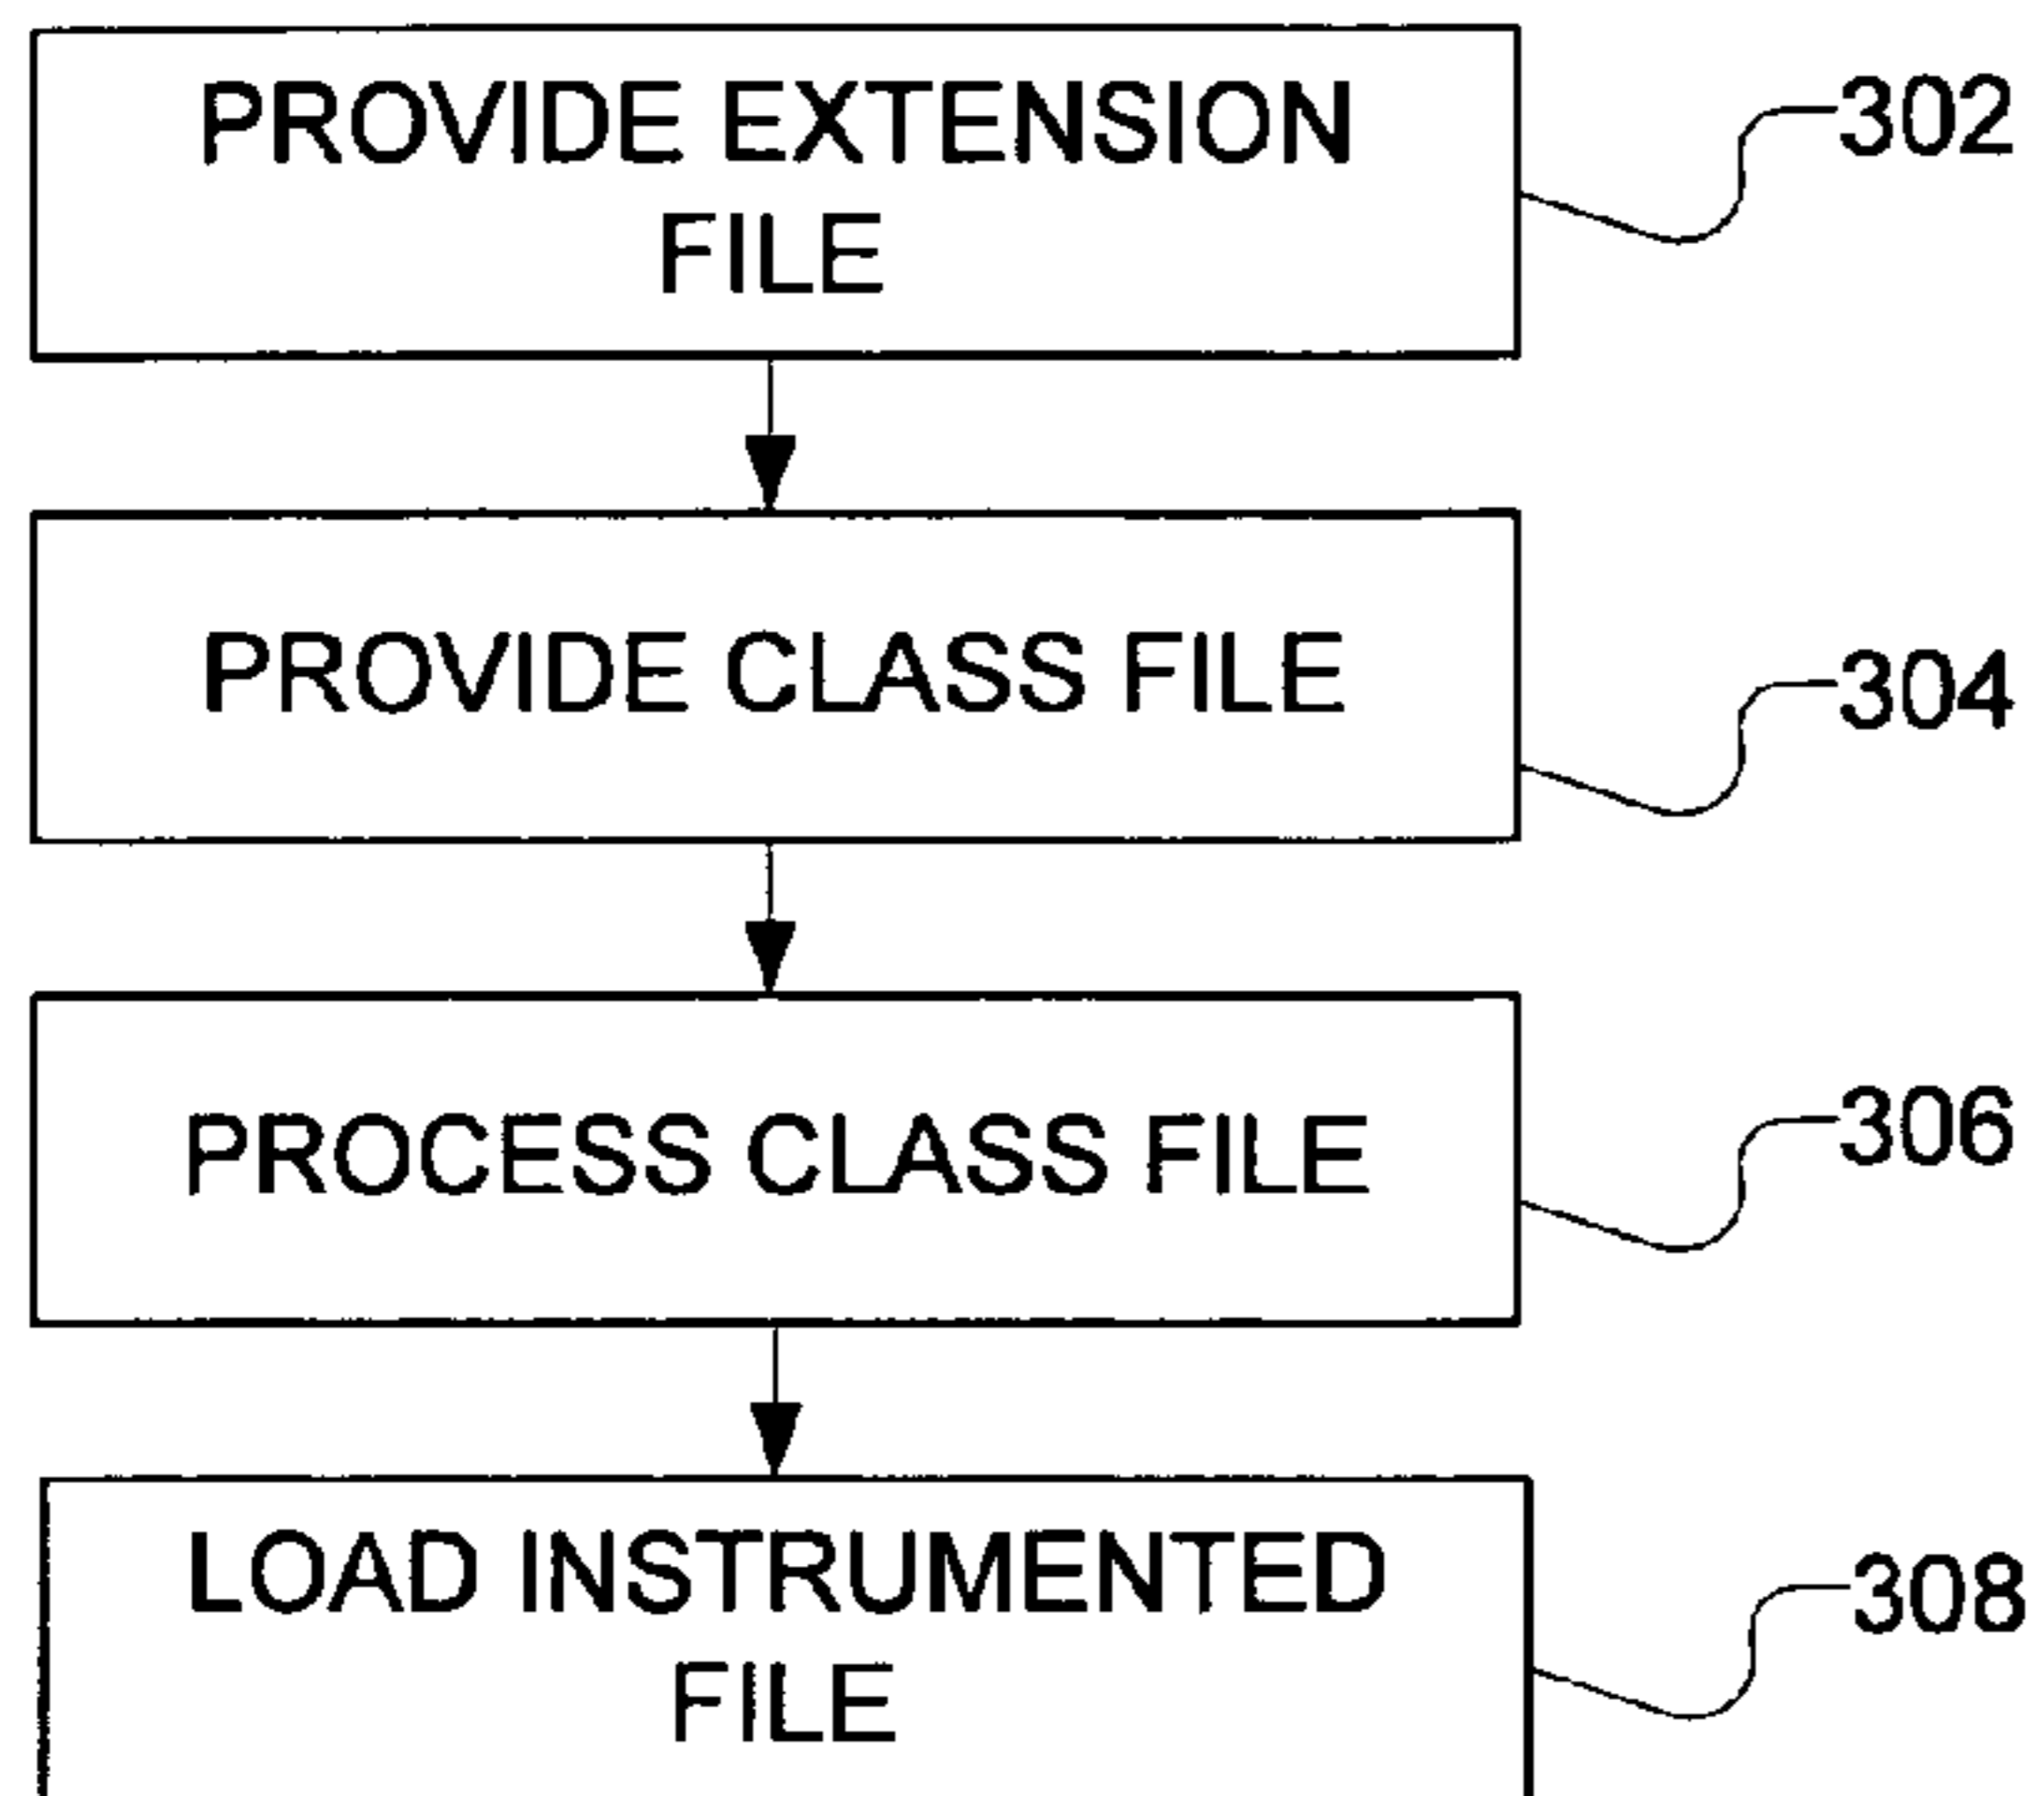 PROVIDE EXTENSION
FILE
302
PROVIDE CLASS FILE
304
PROCESS CLASS FILE
306
LOAD INSTRUMENTED
FILE
308